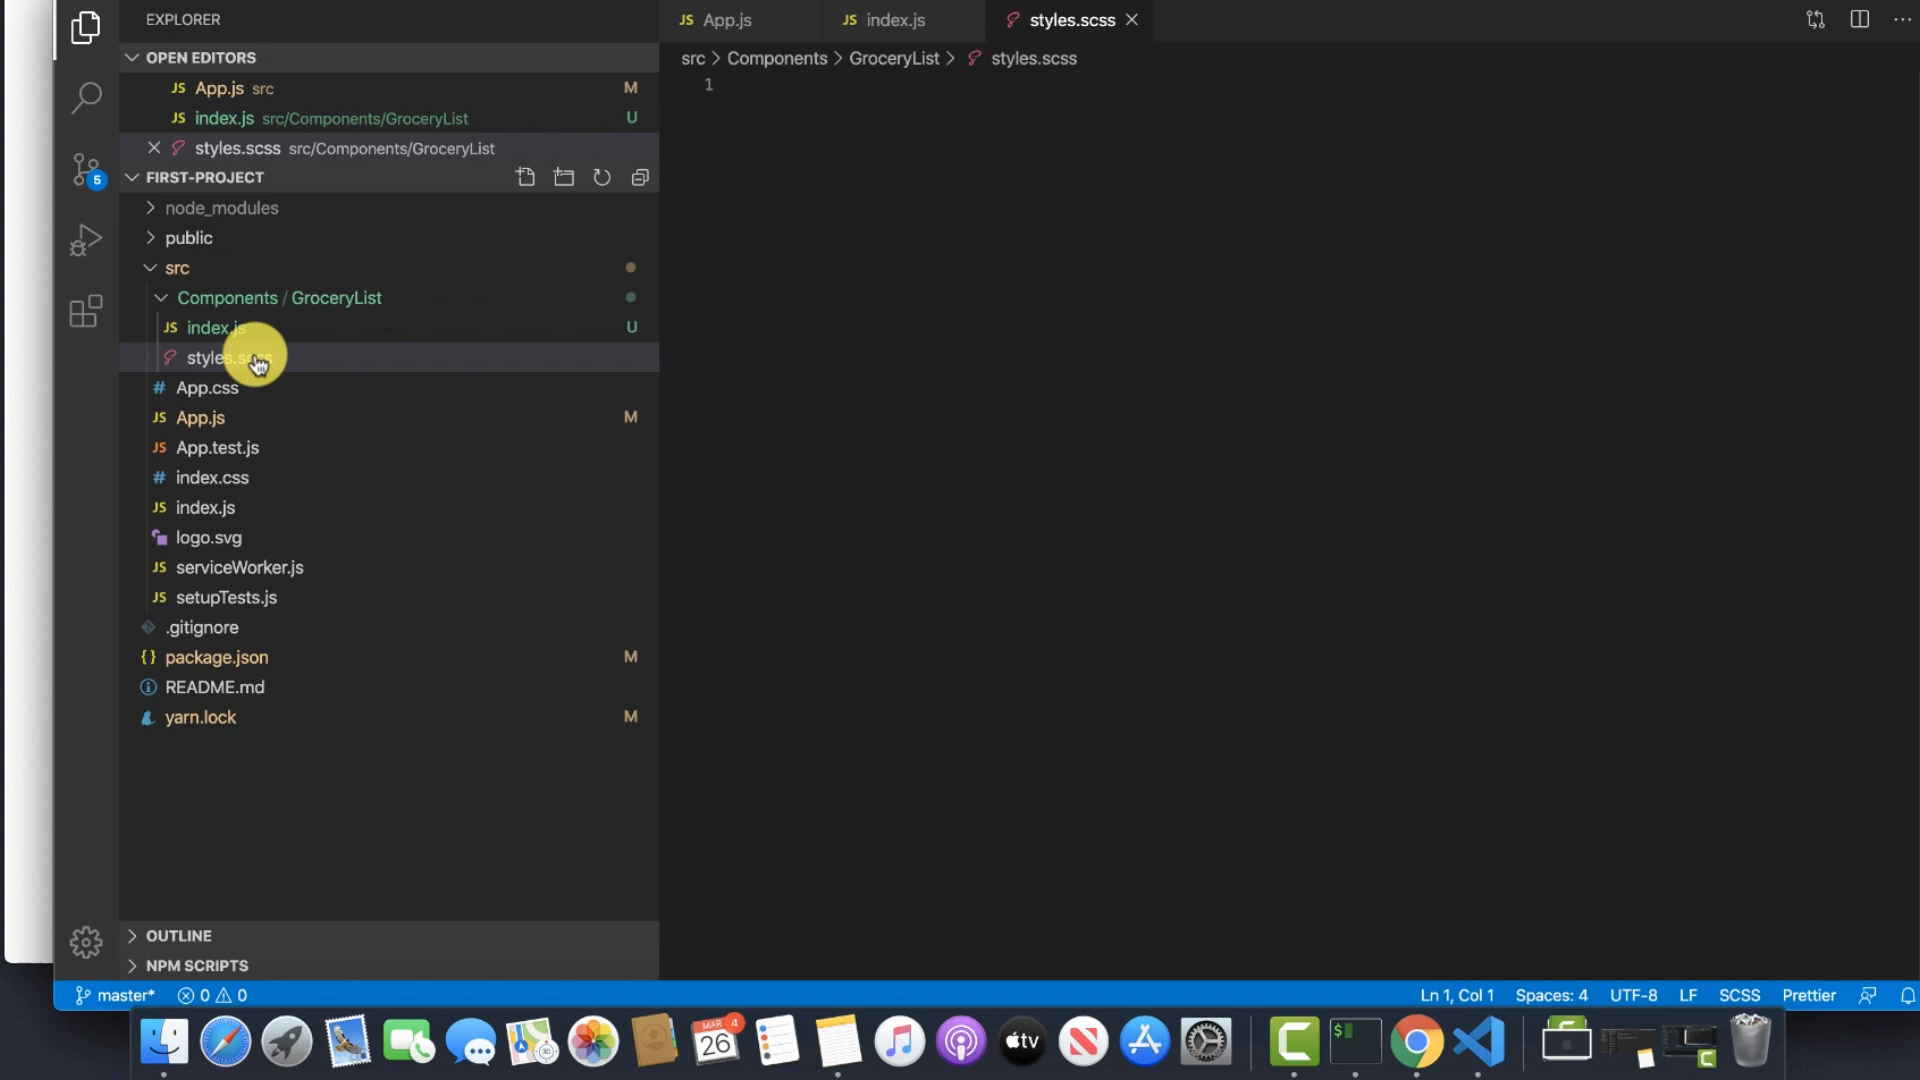 EXPLORER
OPEN EDITORS
JS App.js src M
JS index.js src/Components/GroceryList U
styles.scss src/Components/GroceryList
FIRST-PROJECT
node_modules
public
src
Components / GroceryList
JS index.js U
styles.scss
# App.css
JS App.js M
JS App.test.js
# index.css
JS index.js
logo.svg
JS serviceWorker.js
JS setupTests.js
.gitignore
{} package.json M
README.md
yarn.lock M
OUTLINE
NPM SCRIPTS
5
JS App.js
JS index.js
styles.scss
src > Components > GroceryList > styles.scss
1
master* 0 0
Ln 1, Col 1 Spaces: 4 UTF-8 LF SCSS Prettier
MAR
26
4
tv
$